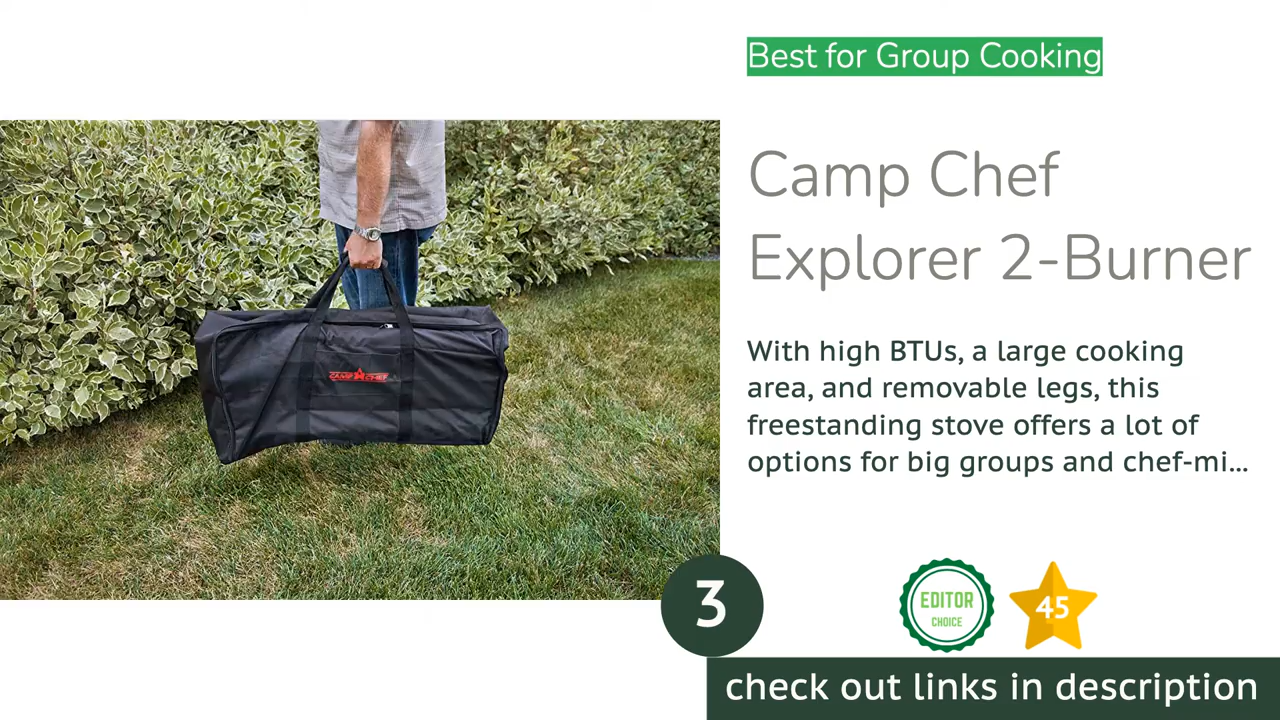 Best for Group Cooking
Camp Chef
Explorer 2-Burner
With high BTUs, a large cooking
area, and removable legs, this
freestanding stove offers a lot of
options for big groups and chef-mi...
CAMP CHEF
3
EDITOR
CHOICE
45
check out links in description